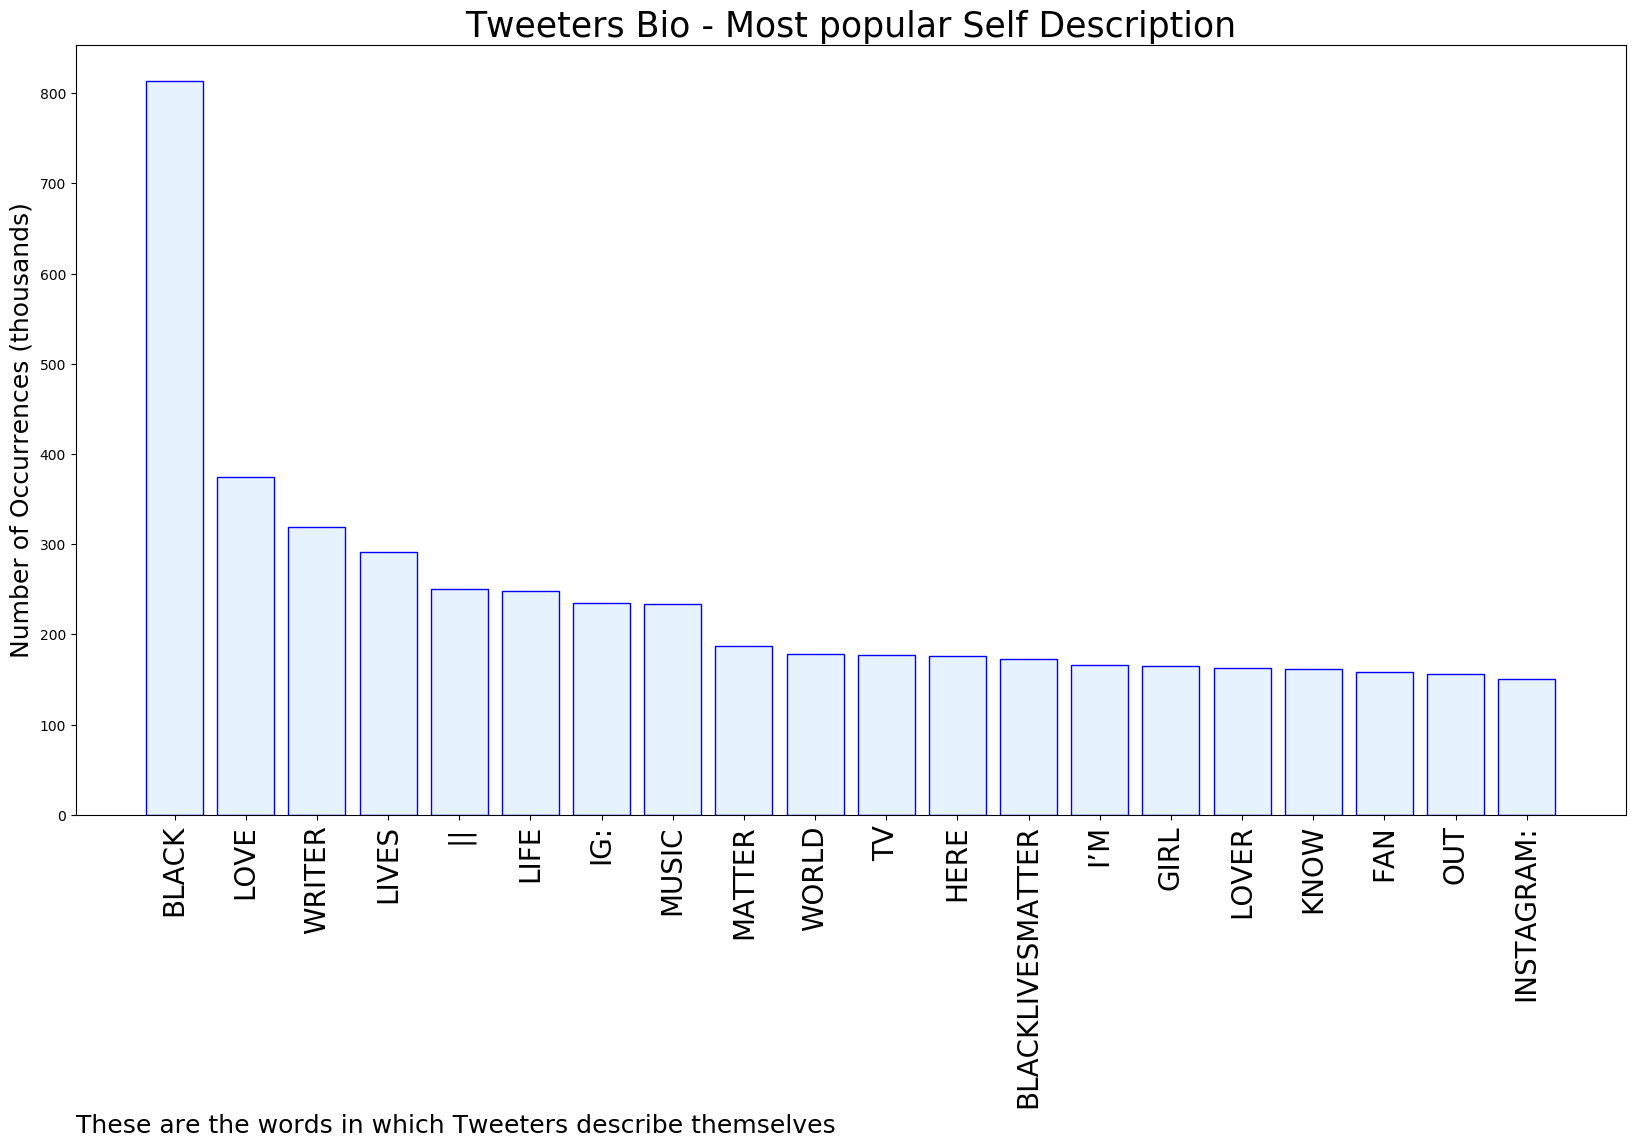 Tweeters Bio - Most popular Self Description
Number of Occurrences (thousands)
800
700
600
500
400
300
200
100
0
BLACK
LOVE
WRITER
LIVES
||
LIFE
IG:
MUSIC
MATTER
WORLD
TV
HERE
BLACKLIVESMATTER
I’M
GIRL
LOVER
KNOW
FAN
OUT
INSTAGRAM:
These are the words in which Tweeters describe themselves